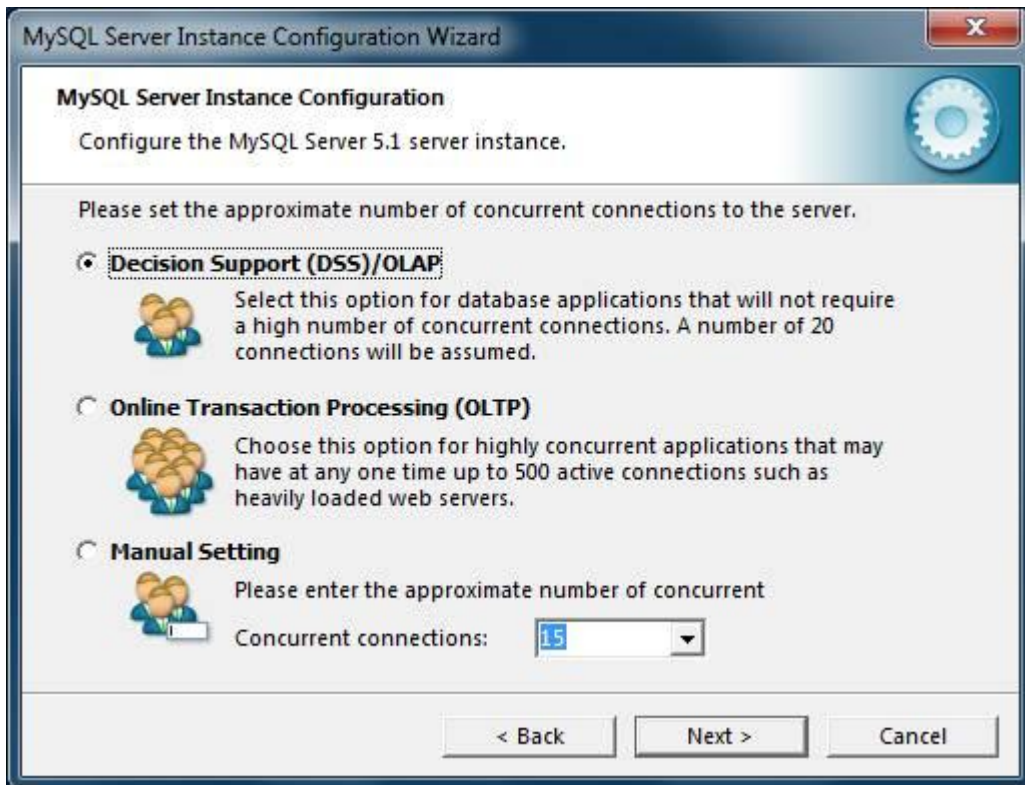 MySQL Server Instance Configuration Wizard
MySQL Server Instance Configuration
Configure the MySQL Server 5.1 server instance.
Please set the approximate number of concurrent connections to the server.
Decision Support (DSS)/OLAP
Select this option for database applications that will not require
a high number of concurrent connections. A number of 20
connections will be assumed.
Online Transaction Processing (OLTP)
Choose this option for highly concurrent applications that may
have at any one time up to 500 active connections such as
heavily loaded web servers.
Manual Setting
Please enter the approximate number of concurrent
Concurrent connections: 15
< Back Next > Cancel